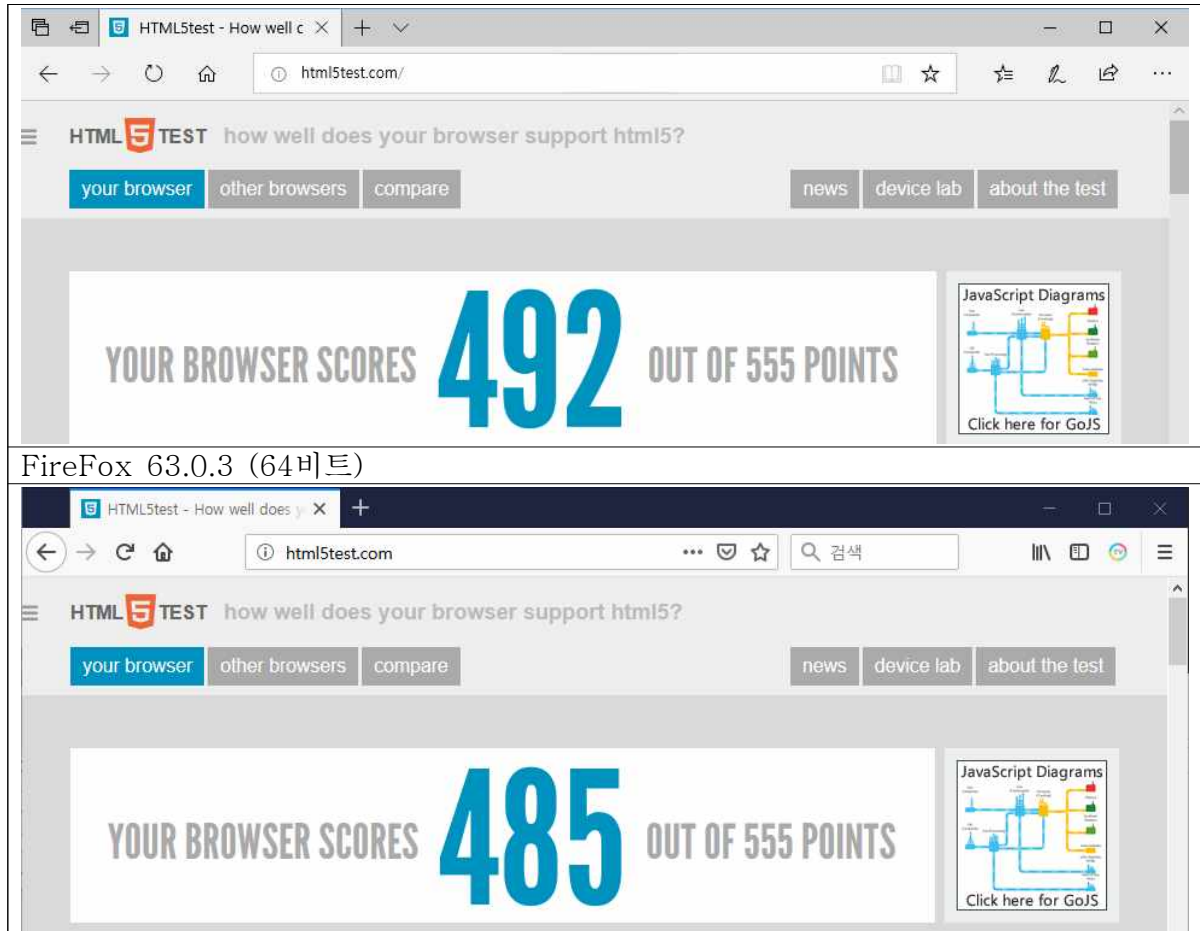 HTML5test - How well c
html5test.com/
HTML 5 TEST how well does your browser support html5?
your browser other browsers compare news device lab about the test
YOUR BROWSER SCORES 492 OUT OF 555 POINTS
JavaScript Diagrams
Click here for GoJS
FireFox 63.0.3 (64비트)
HTML5test - How well does y
html5test.com 검색
HTML 5 TEST how well does your browser support html5?
your browser other browsers compare news device lab about the test
YOUR BROWSER SCORES 485 OUT OF 555 POINTS
JavaScript Diagrams
Click here for GoJS